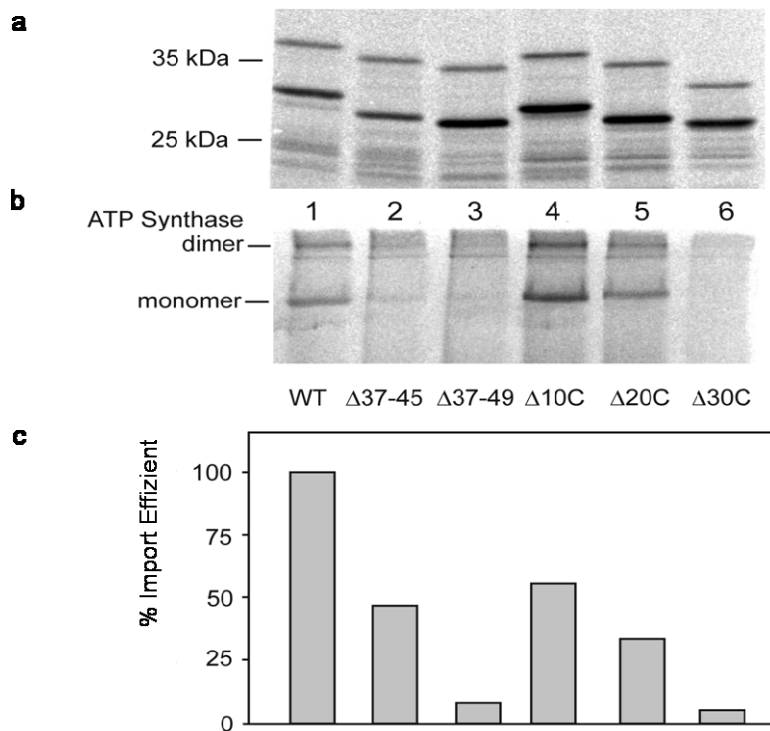 a
35 kDa
25 kDa
b
1 2 3 4 5 6
ATP Synthase
dimer
monomer
WT Δ37-45 Δ37-49 Δ10C Δ20C Δ30C
c
% Import Effizient
100
75
50
25
0